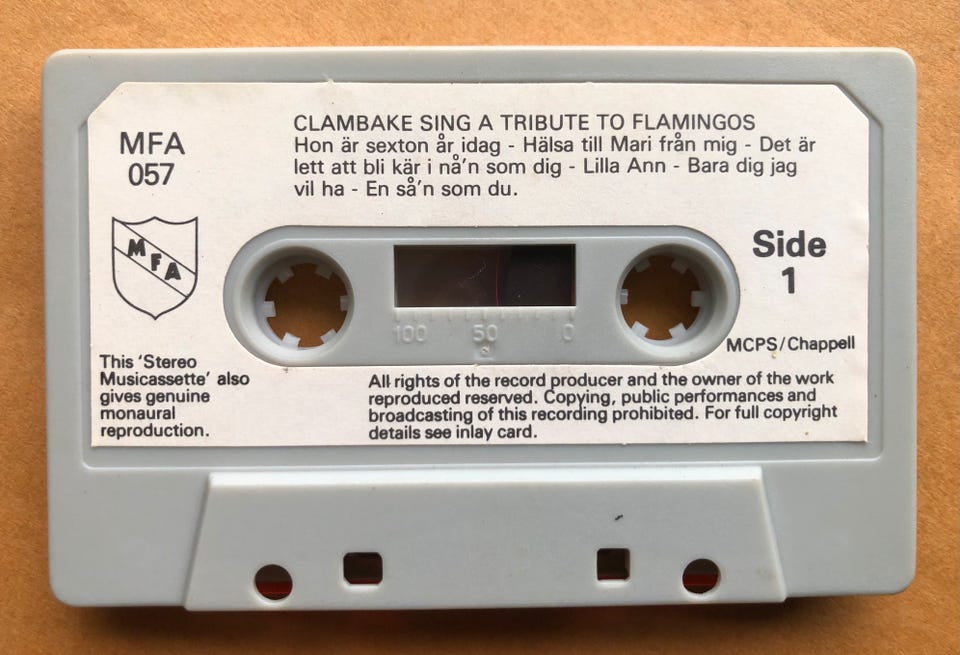 CLAMBAKE SING A TRIBUTE TO FLAMINGOS
Hon är sexton år idag - Hälsa till Mari från mig - Det är
lett att bli kär i nå'n som dig - Lilla Ann - Bara dig jag
vil ha - En så'n som du.
MFA
057
MFA
Side
1
100 50 0
MCPS/Chappell
This 'Stereo
Musicassette' also
gives genuine
monaural
reproduction.
All rights of the record producer and the owner of the work
reproduced reserved. Copying, public performances and
broadcasting of this recording prohibited. For full copyright
details see inlay card.